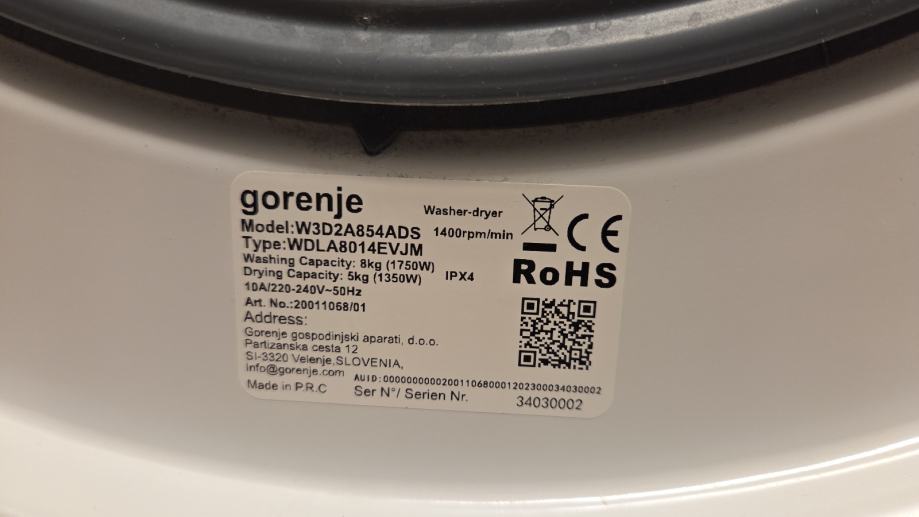 gorenje
Washer-dryer
Model:W3D2A854ADS 1400rpm/min
Type:WDLA8014EVJM
Washing Capacity: 8kg (1750W)
Drying Capacity: 5kg (1350W) IPX4
10A/220-240V~50Hz
Art. No.:20011068/01
CE
RoHS
Address:
Gorenje gospodinjski aparati, d.o.o.
Partizanska cesta 12
SI-3320 Velenje,SLOVENIA,
info@gorenje.com
AUID:0000000000200110680001202300034030002
Made in P.R.C Ser N°/ Serien Nr. 34030002